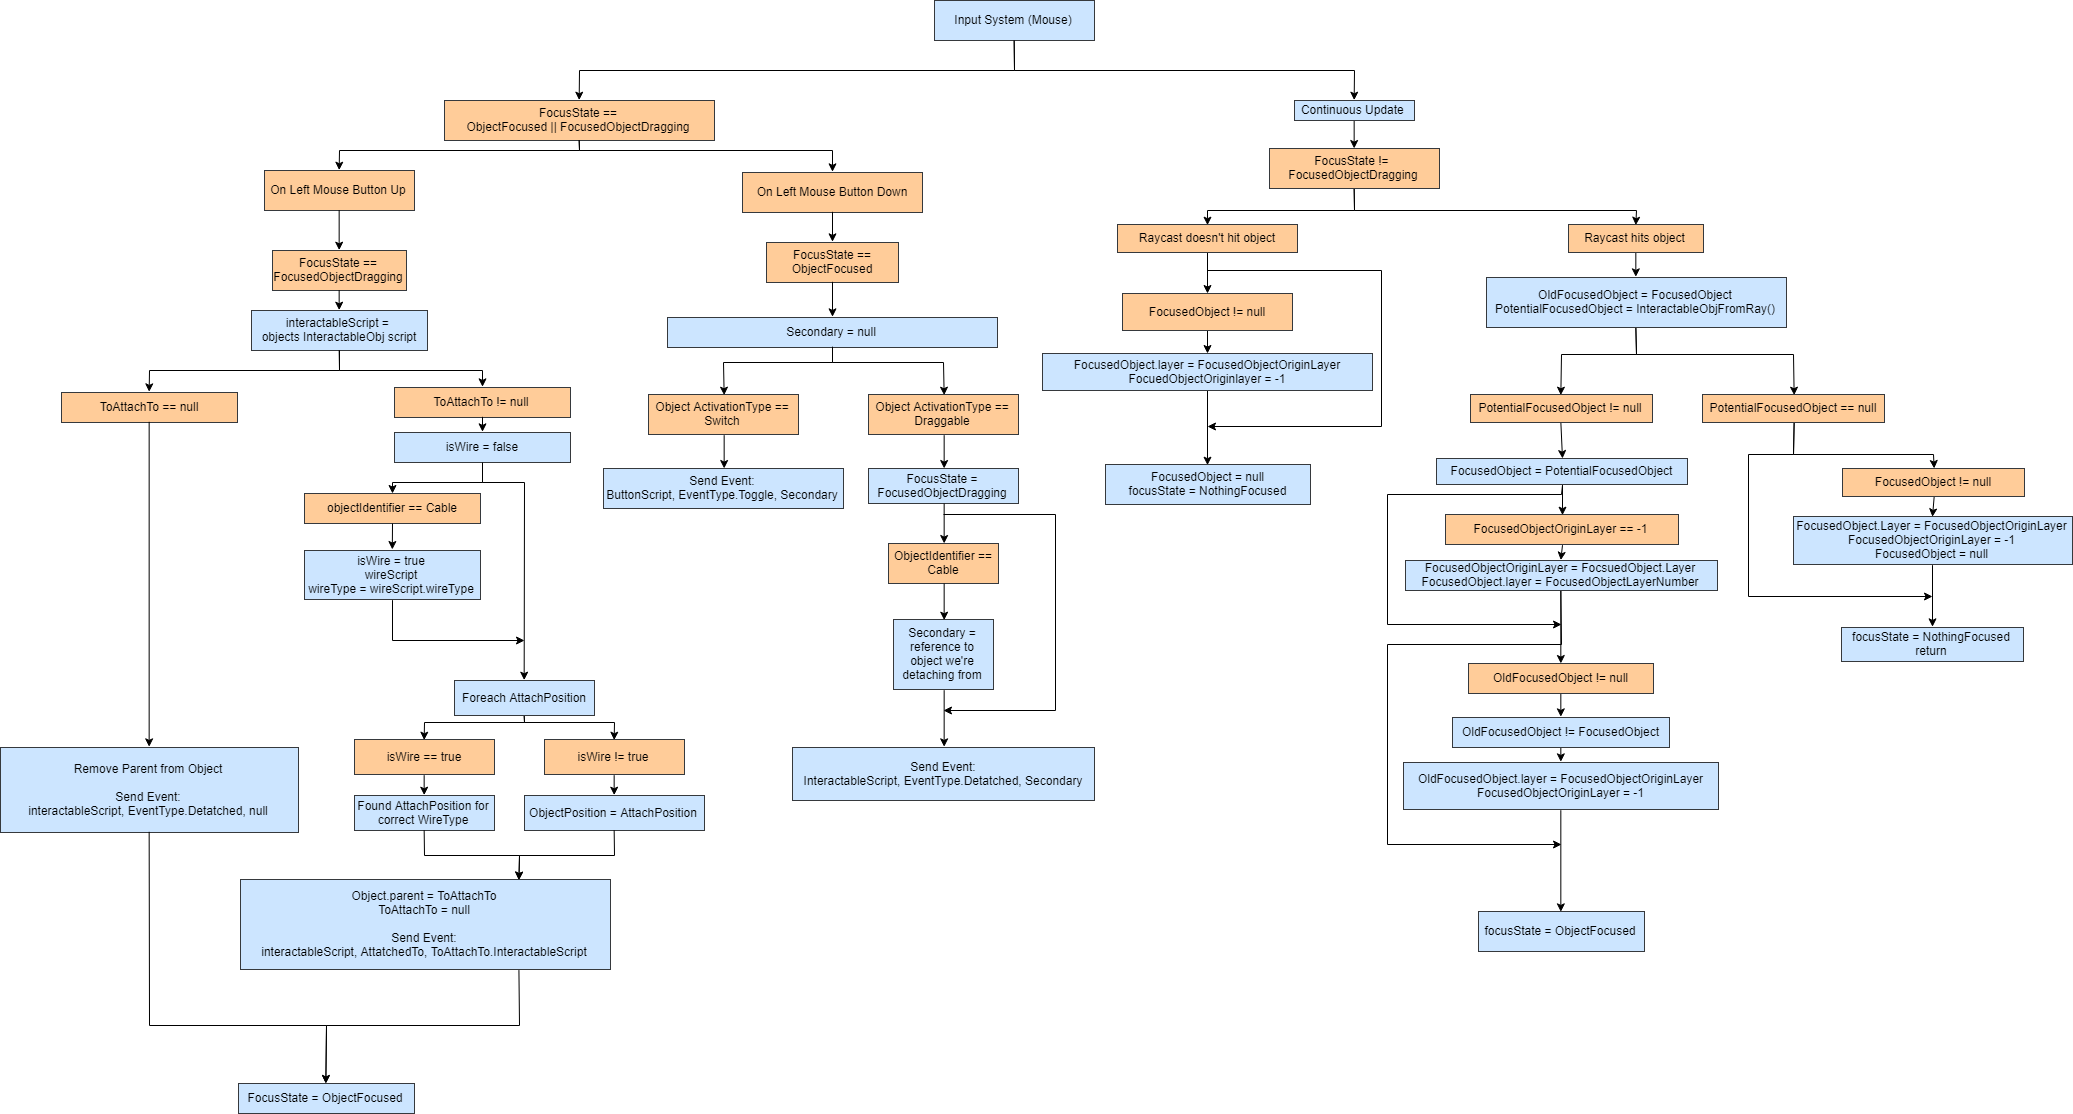 Input System (Mouse)
FocusState ==
ObjectFocused || FocusedObjectDragging
On Left Mouse Button Up
FocusState ==
FocusedObjectDragging
interactableScript =
objects InteractableObj script
ToAttachTo == null
Remove Parent from Object
Send Event:
interactableScript, EventType.Detatched, null
ToAttachTo != null
isWire = false
objectIdentifier == Cable
isWire = true
wireScript
wireType = wireScript.wireType
Foreach AttachPosition
isWire == true
Found AttachPosition for
correct WireType
isWire != true
ObjectPosition = AttachPosition
Object.parent = ToAttachTo
ToAttachTo = null
Send Event:
interactableScript, AttatchedTo, ToAttachTo.InteractableScript
FocusState = ObjectFocused
On Left Mouse Button Down
FocusState ==
ObjectFocused
Secondary = null
Object ActivationType ==
Switch
Send Event:
ButtonScript, EventType.Toggle, Secondary
Object ActivationType ==
Draggable
FocusState =
FocusedObjectDragging
ObjectIdentifier ==
Cable
Secondary =
reference to
object we're
detaching from
Send Event:
InteractableScript, EventType.Detatched, Secondary
Continuous Update
FocusState !=
FocusedObjectDragging
Raycast doesn't hit object
FocusedObject != null
FocusedObject.layer = FocusedObjectOriginLayer
FocuedObjectOriginlayer = -1
FocusedObject = null
focusState = NothingFocused
Raycast hits object
OldFocusedObject = FocusedObject
PotentialFocusedObject = InteractableObjFromRay()
PotentialFocusedObject != null
FocusedObject = PotentialFocusedObject
FocusedObjectOriginLayer == -1
FocusedObjectOriginLayer = FocsuedObject.Layer
FocusedObject.layer = FocusedObjectLayerNumber
OldFocusedObject != null
OldFocusedObject != FocusedObject
OldFocusedObject.layer = FocusedObjectOriginLayer
FocusedObjectOriginLayer = -1
focusState = ObjectFocused
PotentialFocusedObject == null
FocusedObject != null
FocusedObject.Layer = FocusedObjectOriginLayer
FocusedObjectOriginLayer = -1
FocusedObject = null
focusState = NothingFocused
return